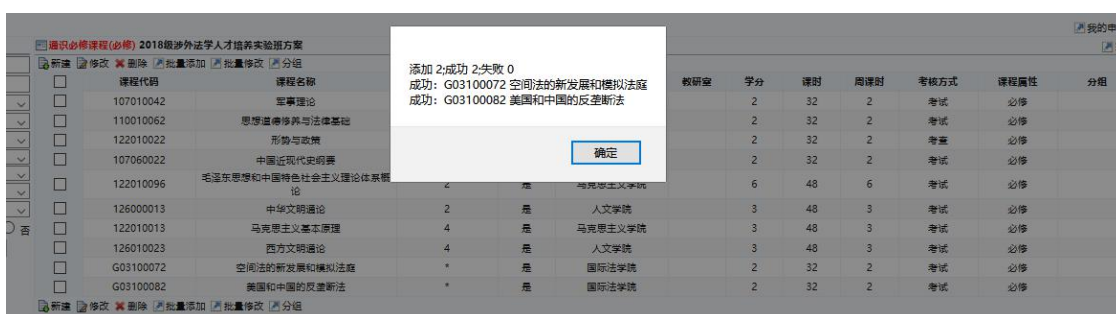 我的申
通识必修课程(必修) 2018级涉外法学人才培养实验班方案
新建 修改 删除 批量添加 批量修改 分组
课程代码 课程名称 教研室 学分 课时 周课时 考核方式 课程属性 分组
107010042 军事理论 2 32 2 考试 必修
110010062 思想道德修养与法律基础 2 32 2 考试 必修
122010022 形势与政策 2 32 2 考查 必修
107060022 中国近现代史纲要 2 32 2 考试 必修
122010096 毛泽东思想和中国特色社会主义理论体系概论 2 是 马克思主义学院 6 48 6 考试 必修
126000013 中华文明通论 2 是 人文学院 3 48 3 考试 必修
否 122010013 马克思主义基本原理 4 是 马克思主义学院 3 48 3 考试 必修
126010023 西方文明通论 4 是 人文学院 3 48 3 考试 必修
G03100072 空间法的新发展和模拟法庭 * 是 国际法学院 2 32 2 考试 必修
G03100082 美国和中国的反垄断法 * 是 国际法学院 2 32 2 考试 必修
新建 修改 删除 批量添加 批量修改 分组
添加 2;成功 2;失败 0
成功：G03100072 空间法的新发展和模拟法庭
成功：G03100082 美国和中国的反垄断法
确定